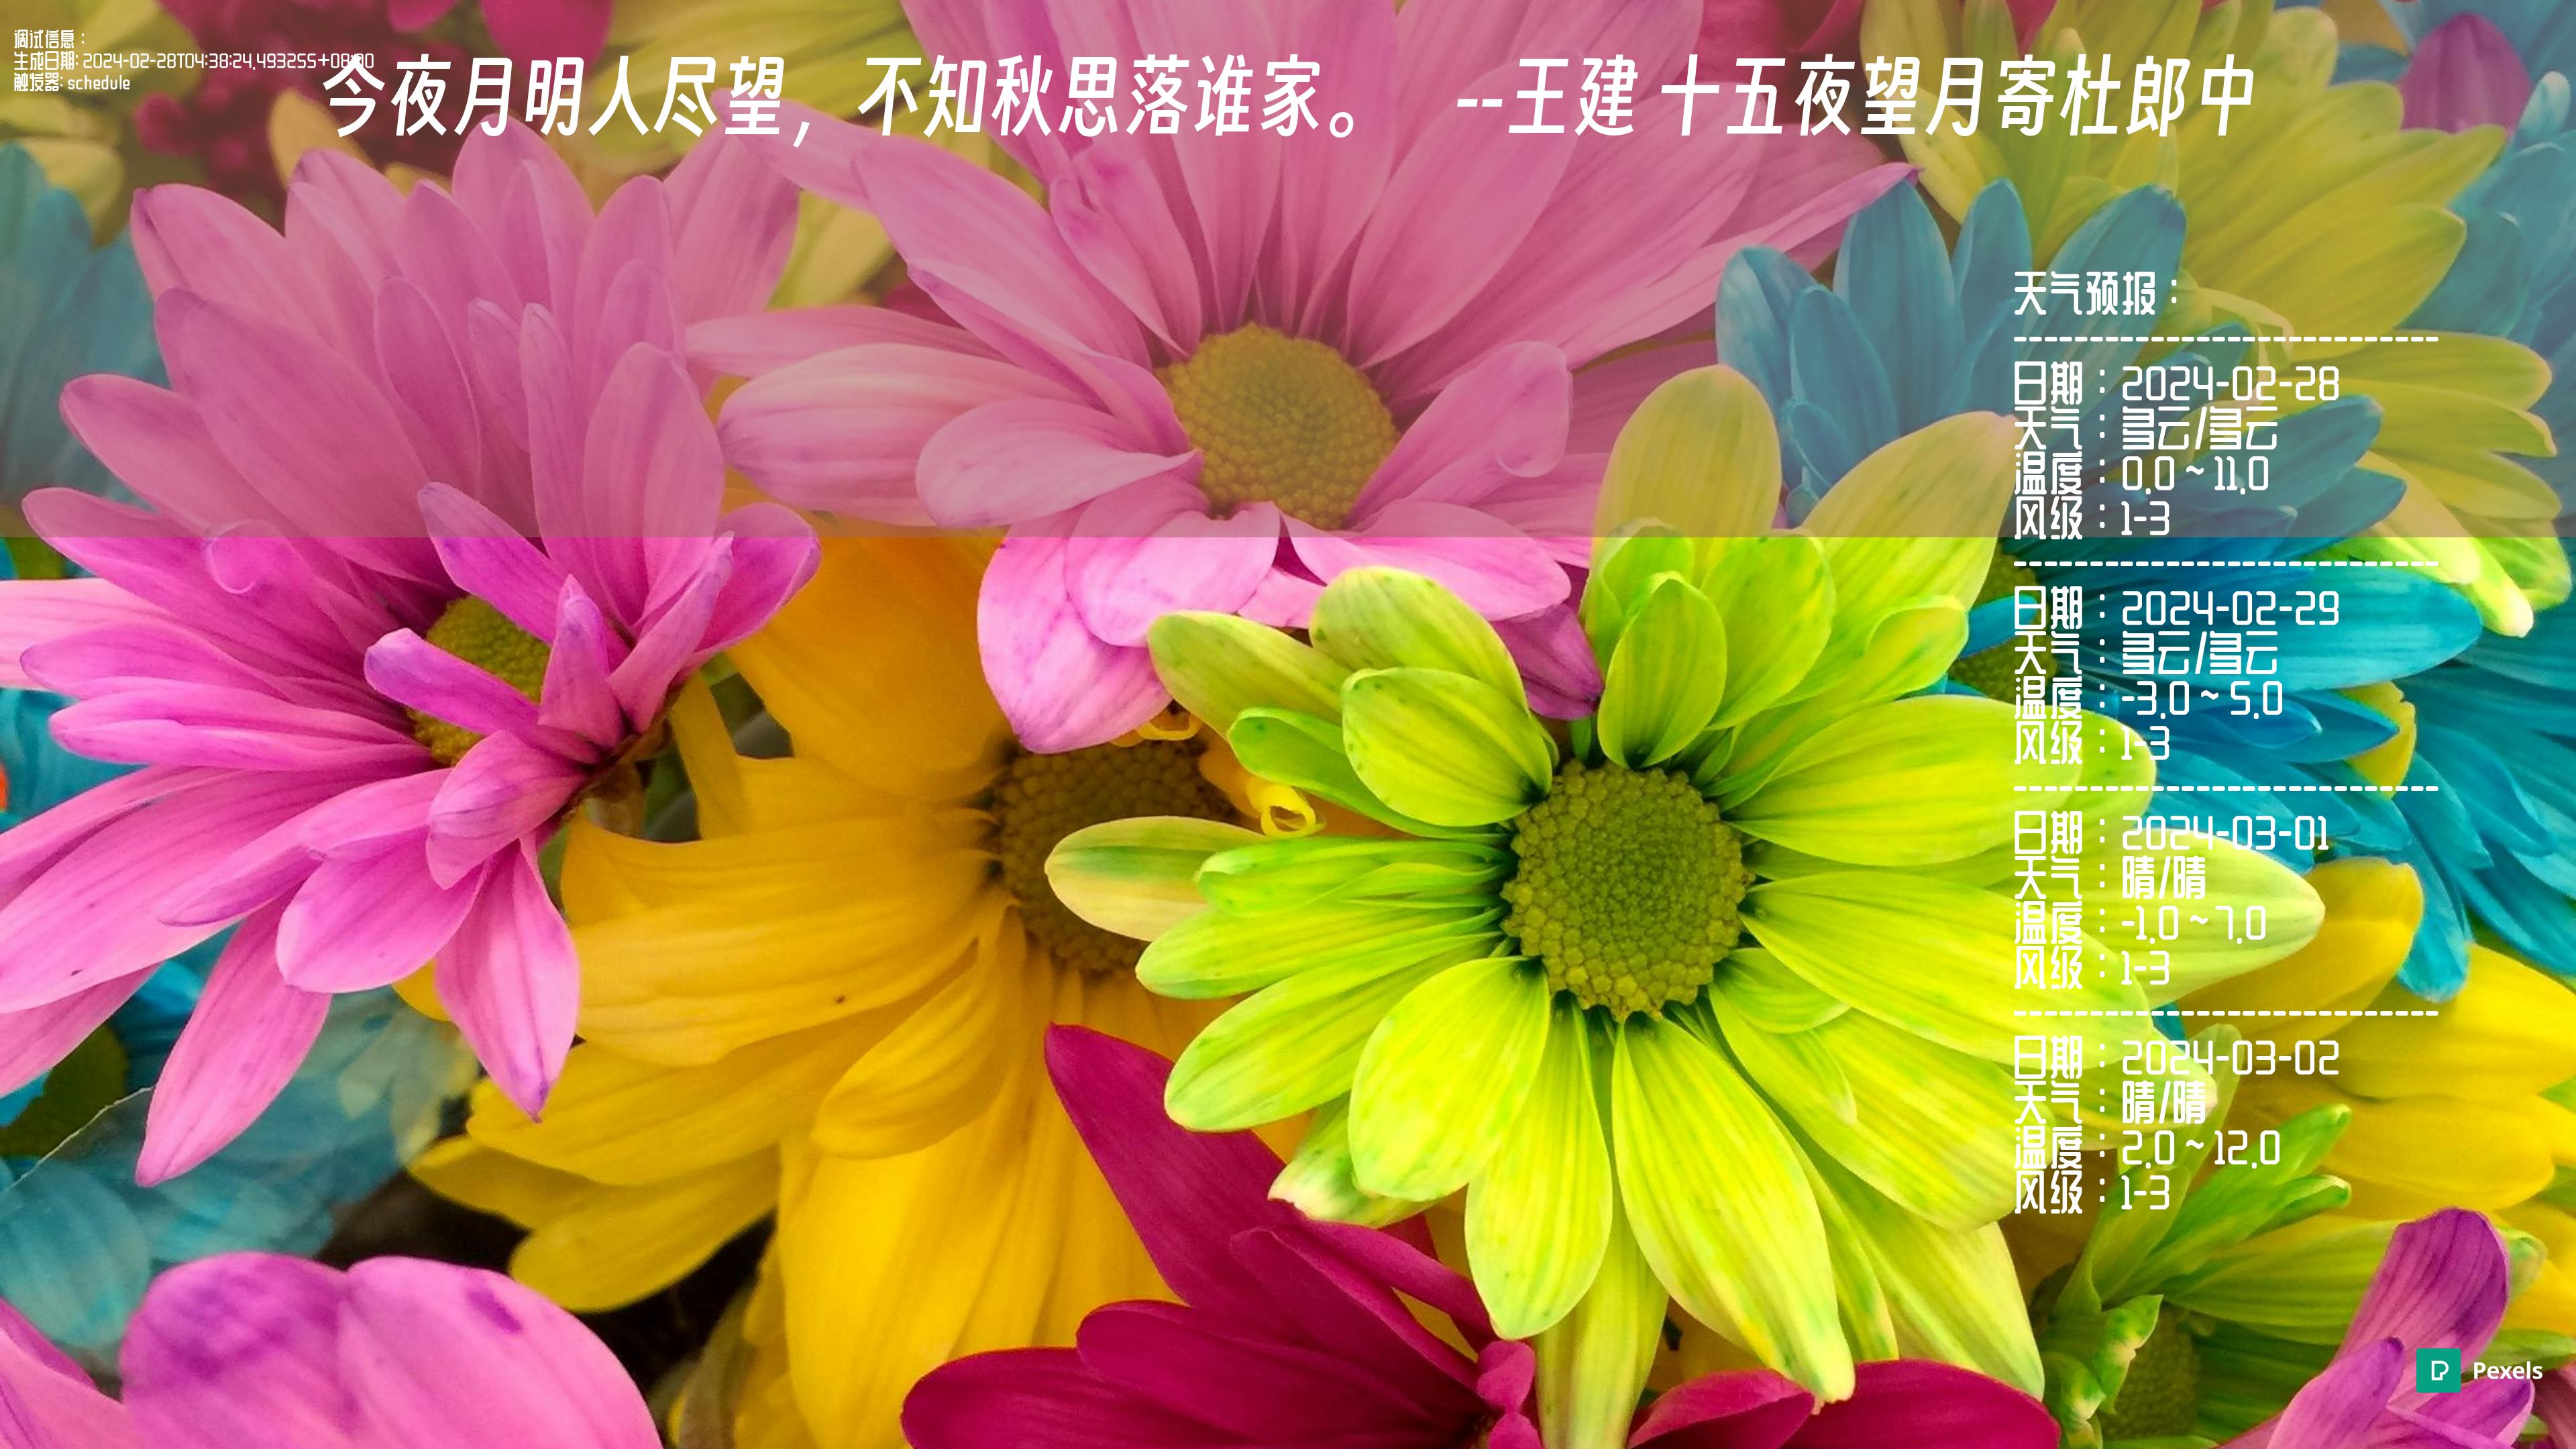 调试信息：
生成日期: 2024-02-28T04:38:24.493255+08:00
触发器: schedule
今夜月明人尽望，不知秋思落谁家。 --王建 十五夜望月寄杜郎中
天气预报：
----------------------------
日期：2024-02-28
天气：多云/多云
温度：0.0 ~ 11.0
风级：1-3
----------------------------
日期：2024-02-29
天气：多云/多云
温度：-3.0 ~ 5.0
风级：1-3
----------------------------
日期：2024-03-01
天气：晴/晴
温度：-1.0 ~ 7.0
风级：1-3
----------------------------
日期：2024-03-02
天气：晴/晴
温度：2.0 ~ 12.0
风级：1-3
Pexels